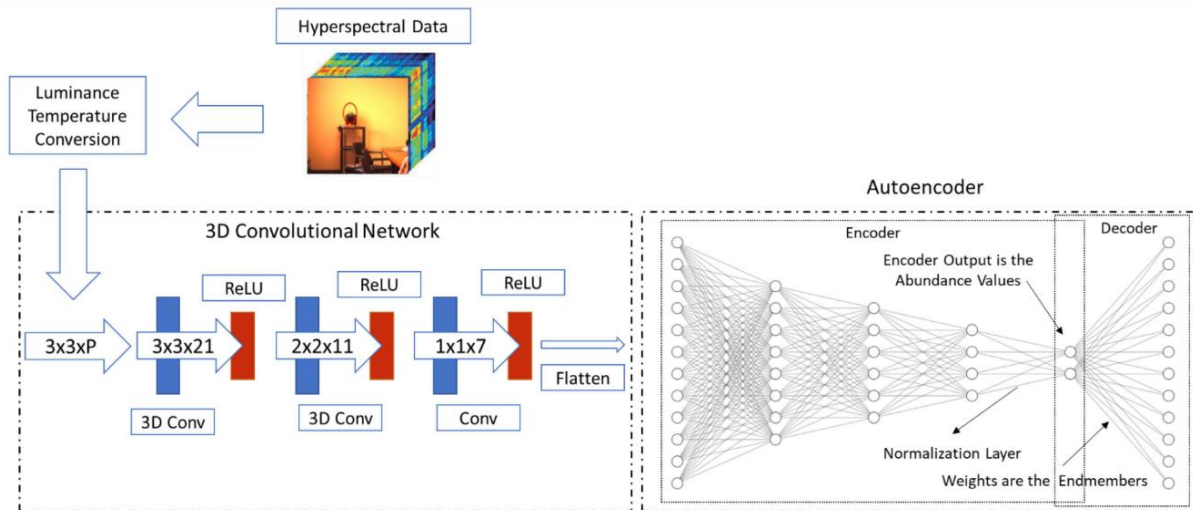 Hyperspectral Data
Luminance
Temperature
Conversion
3D Convolutional Network
ReLU
ReLU
ReLU
3x3xP
3x3x21
2x2x11
1x1x7
Flatten
3D Conv
3D Conv
Conv
Autoencoder
Encoder
Decoder
Encoder Output is the
Abundance Values
Normalization Layer
Weights are the Endmembers